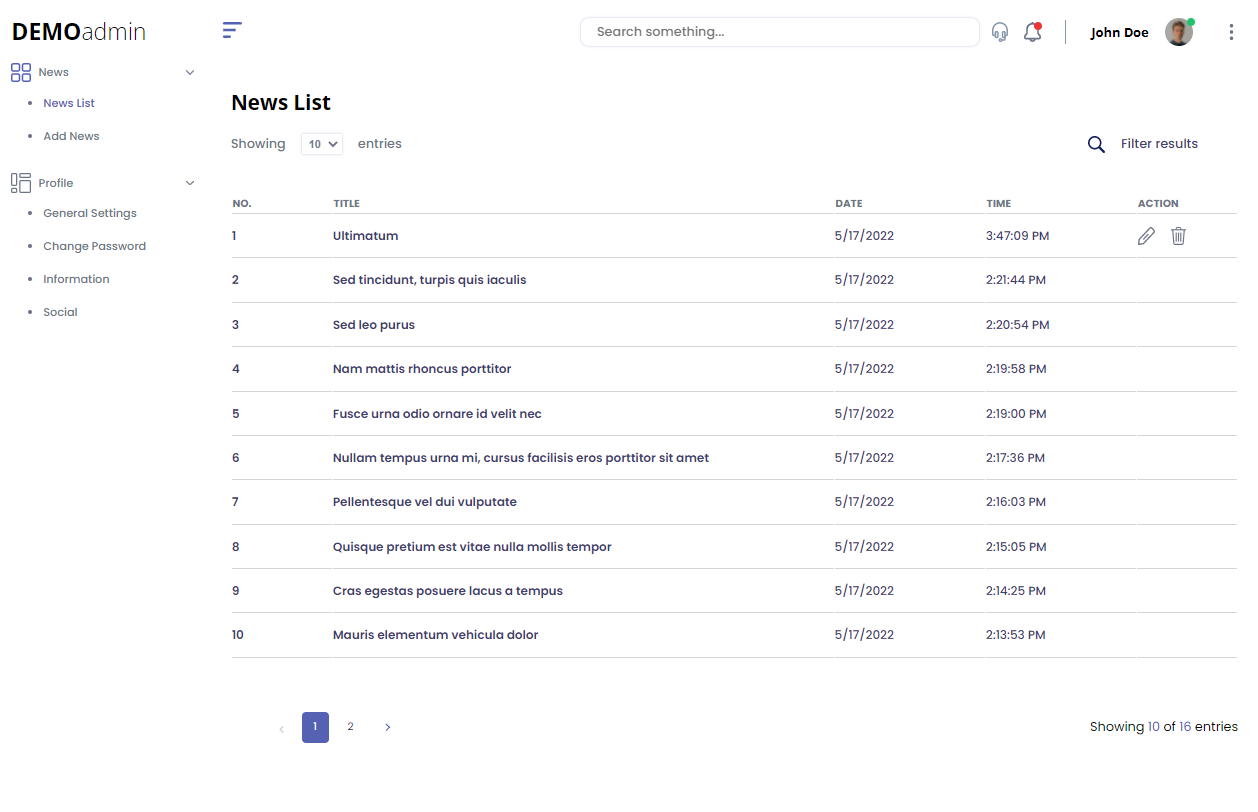 DEMOadmin
Search something...
John Doe
News
News List
Add News
Profile
General Settings
Change Password
Information
Social
News List
Showing 10 entries
Filter results
NO. TITLE DATE TIME ACTION
1 Ultimatum 5/17/2022 3:47:09 PM
2 Sed tincidunt, turpis quis iaculis 5/17/2022 2:21:44 PM
3 Sed leo purus 5/17/2022 2:20:54 PM
4 Nam mattis rhoncus porttitor 5/17/2022 2:19:58 PM
5 Fusce urna odio ornare id velit nec 5/17/2022 2:19:00 PM
6 Nullam tempus urna mi, cursus facilisis eros porttitor sit amet 5/17/2022 2:17:36 PM
7 Pellentesque vel dui vulputate 5/17/2022 2:16:03 PM
8 Quisque pretium est vitae nulla mollis tempor 5/17/2022 2:15:05 PM
9 Cras egestas posuere lacus a tempus 5/17/2022 2:14:25 PM
10 Mauris elementum vehicula dolor 5/17/2022 2:13:53 PM
1 2
Showing 10 of 16 entries